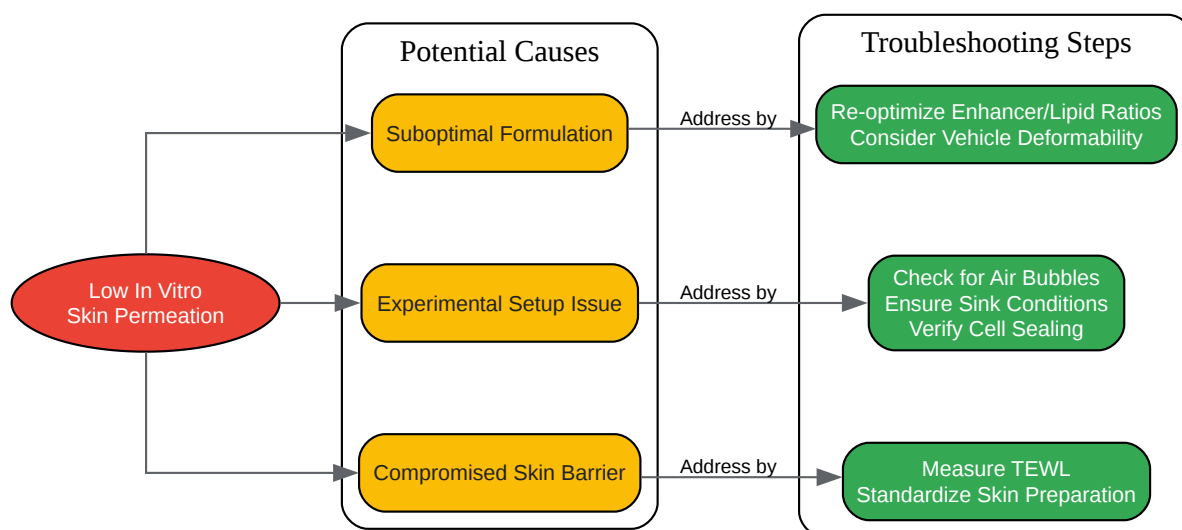 Potential Causes
Troubleshooting Steps
Low In Vitro
Skin Permeation
Suboptimal Formulation
Address by
Re-optimize Enhancer/Lipid Ratios
Consider Vehicle Deformability
Experimental Setup Issue
Address by
Check for Air Bubbles
Ensure Sink Conditions
Verify Cell Sealing
Compromised Skin Barrier
Address by
Measure TEWL
Standardize Skin Preparation